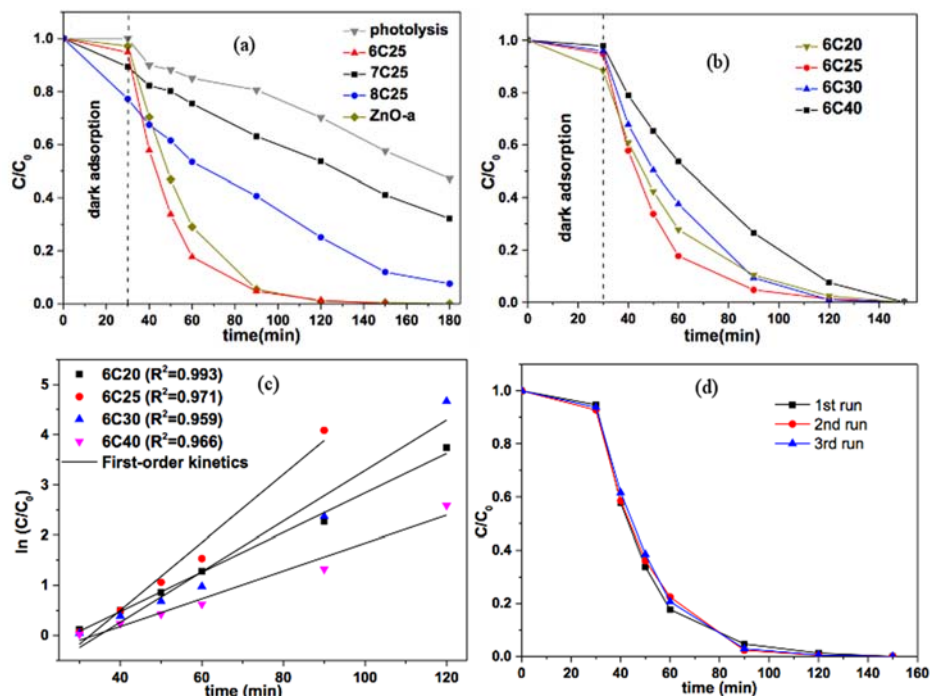 (a)
photolysis
6C25
7C25
8C25
ZnO-a
dark adsorption
C/C0
1.0
0.8
0.6
0.4
0.2
0.0
0 20 40 60 80 100 120 140 160 180
time(min)
(b)
6C20
6C25
6C30
6C40
dark adsorption
C/C0
1.0
0.8
0.6
0.4
0.2
0.0
0 20 40 60 80 100 120 140
time(min)
(c)
6C20 (R²=0.993)
6C25 (R²=0.971)
6C30 (R²=0.959)
6C40 (R²=0.966)
First-order kinetics
ln (C/C0)
5
4
3
2
1
0
40 60 80 100 120
time (min)
(d)
1st run
2nd run
3rd run
C/C0
1.0
0.8
0.6
0.4
0.2
0.0
0 20 40 60 80 100 120 140 160
time (min)